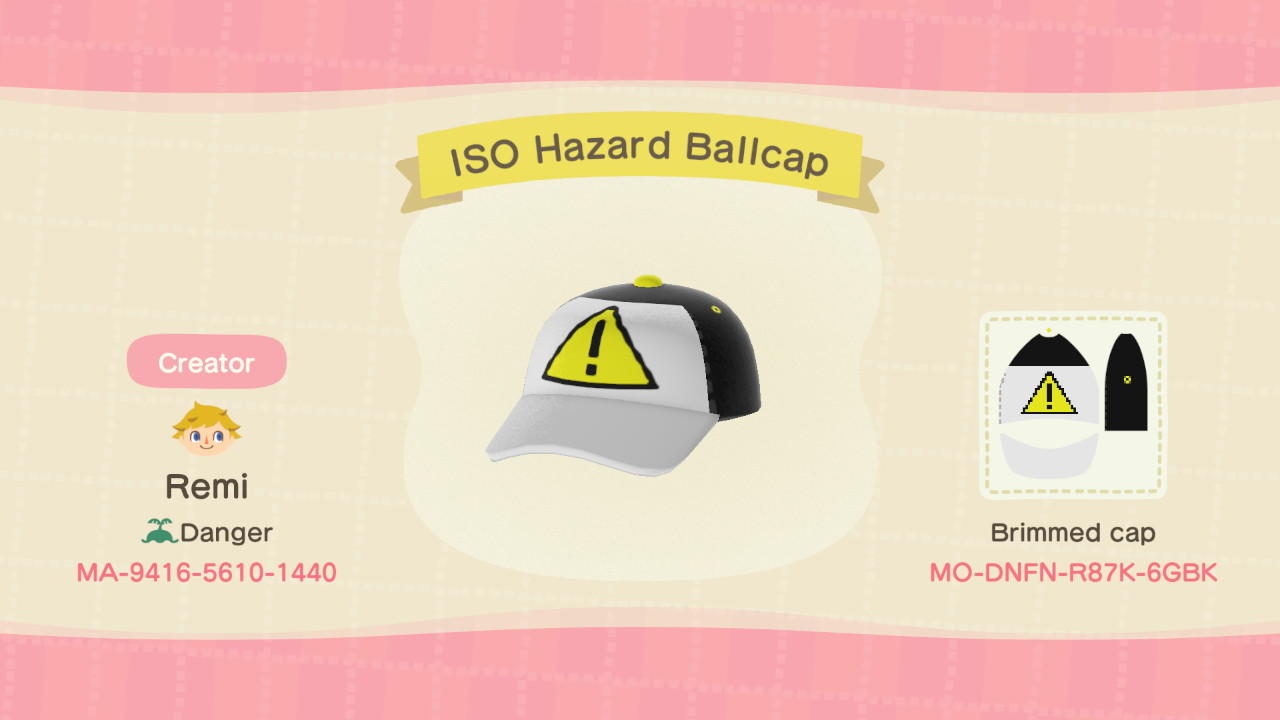 ISO Hazard Ballcap
!
Creator
Remi
Danger
MA-9416-5610-1440
!
Brimmed cap
MO-DNFN-R87K-6GBK